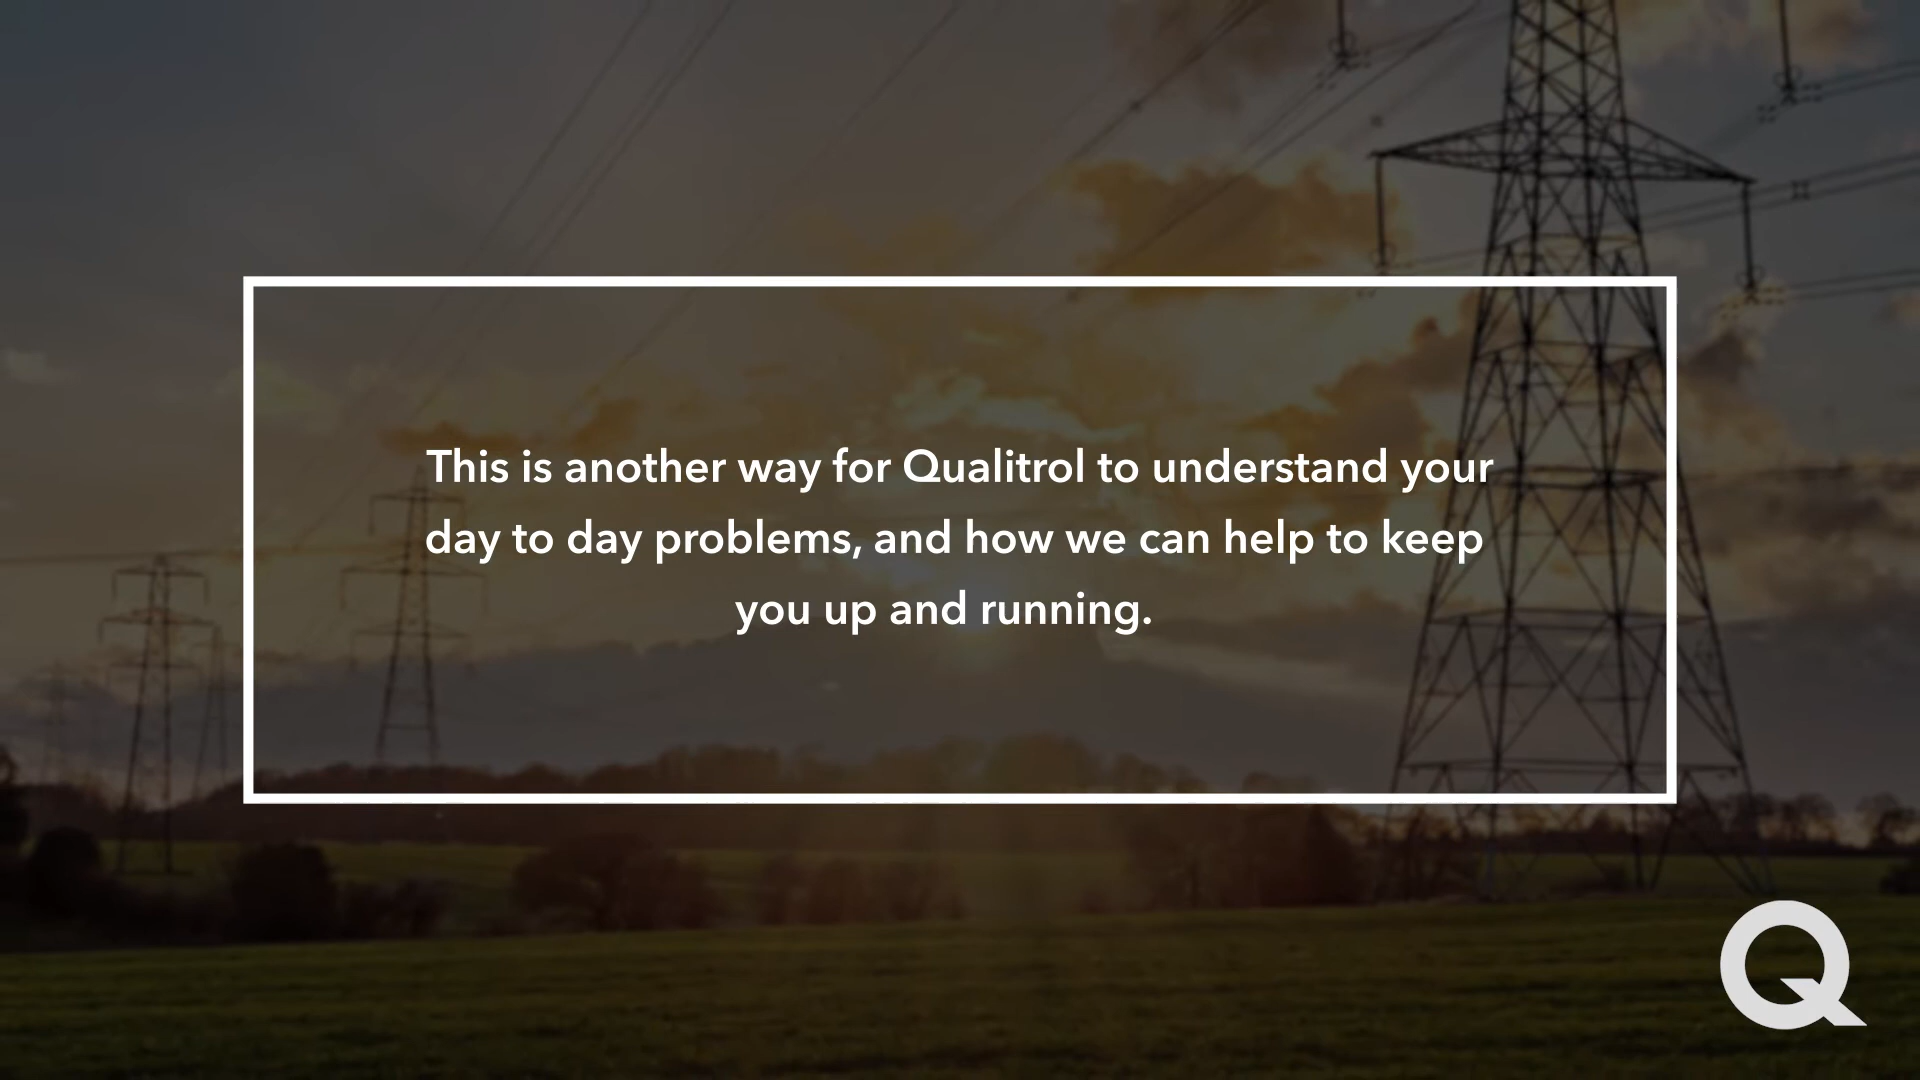 This is another way for Qualitrol to understand your
day to day problems, and how we can help to keep
you up and running.
Q